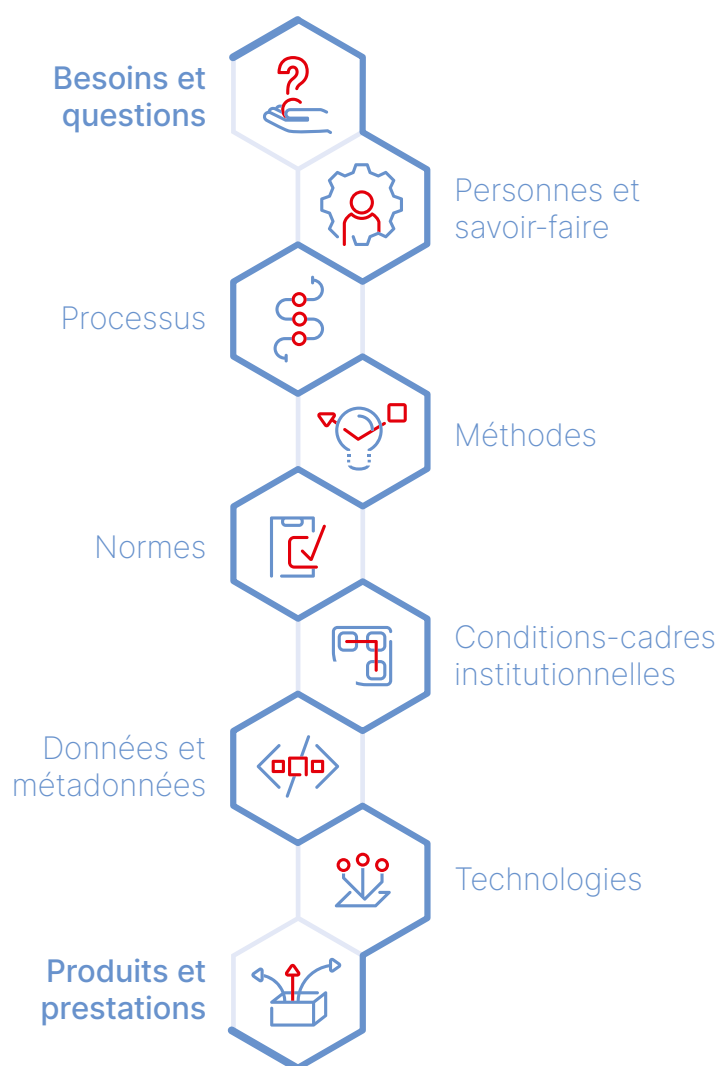 Besoins et
questions
Personnes et
savoir-faire
Processus
Méthodes
Normes
Conditions-cadres
institutionnelles
Données et
métadonnées
Technologies
Produits et
prestations